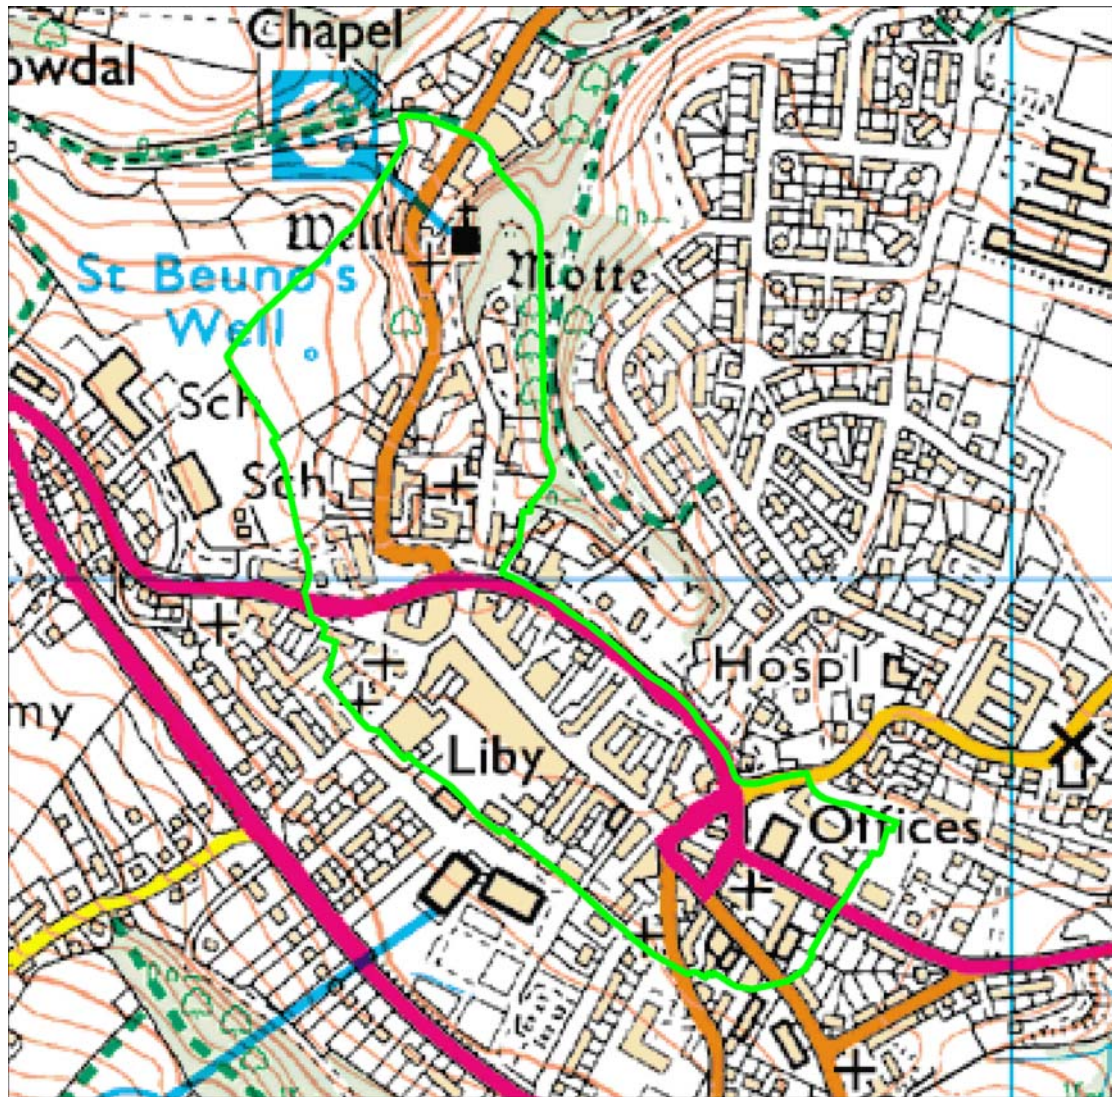 Chapel
owdal
Well
Motte
St Beuno's
Well
Sch
Sch
Hospl
my
Liby
Offices